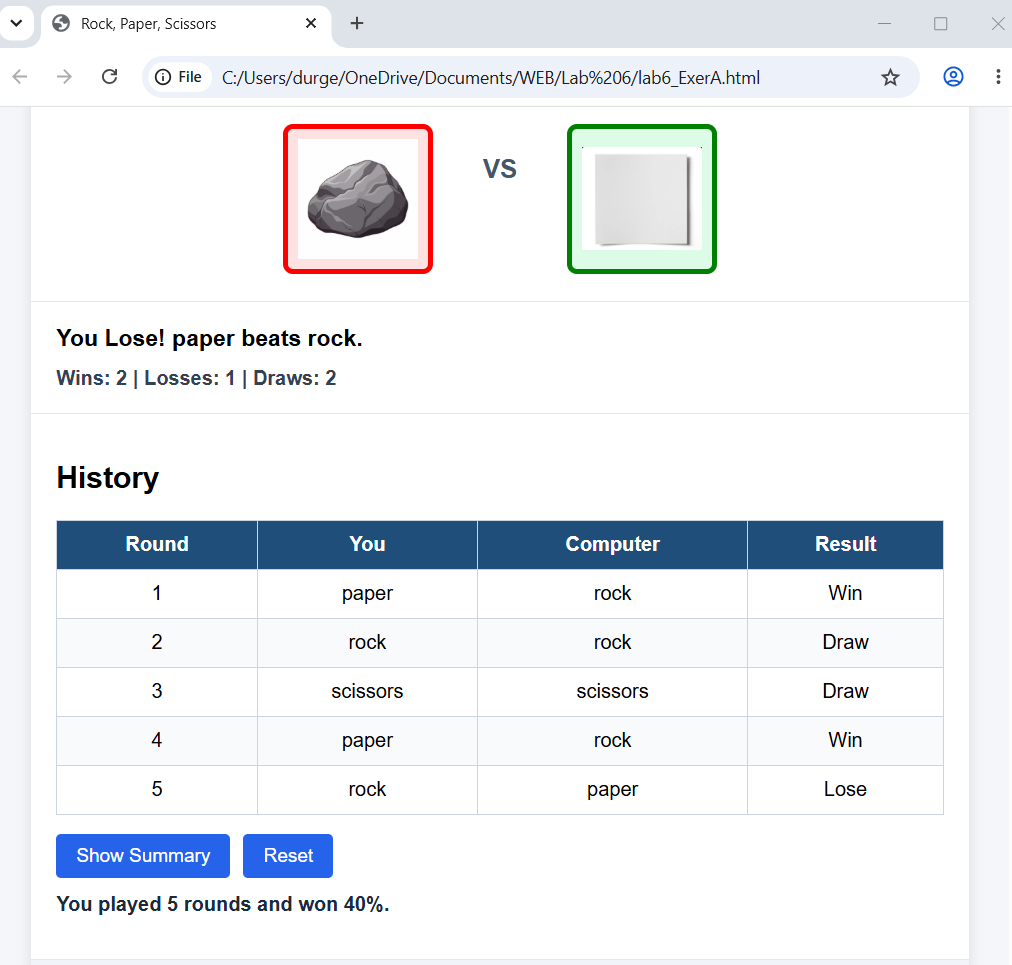 Rock, Paper, Scissors
File C:/Users/durge/OneDrive/Documents/WEB/Lab%206/lab6_ExerA.html
VS
You Lose! paper beats rock.
Wins: 2 | Losses: 1 | Draws: 2
History
Round You Computer Result
1 paper rock Win
2 rock rock Draw
3 scissors scissors Draw
4 paper rock Win
5 rock paper Lose
Show Summary Reset
You played 5 rounds and won 40%.